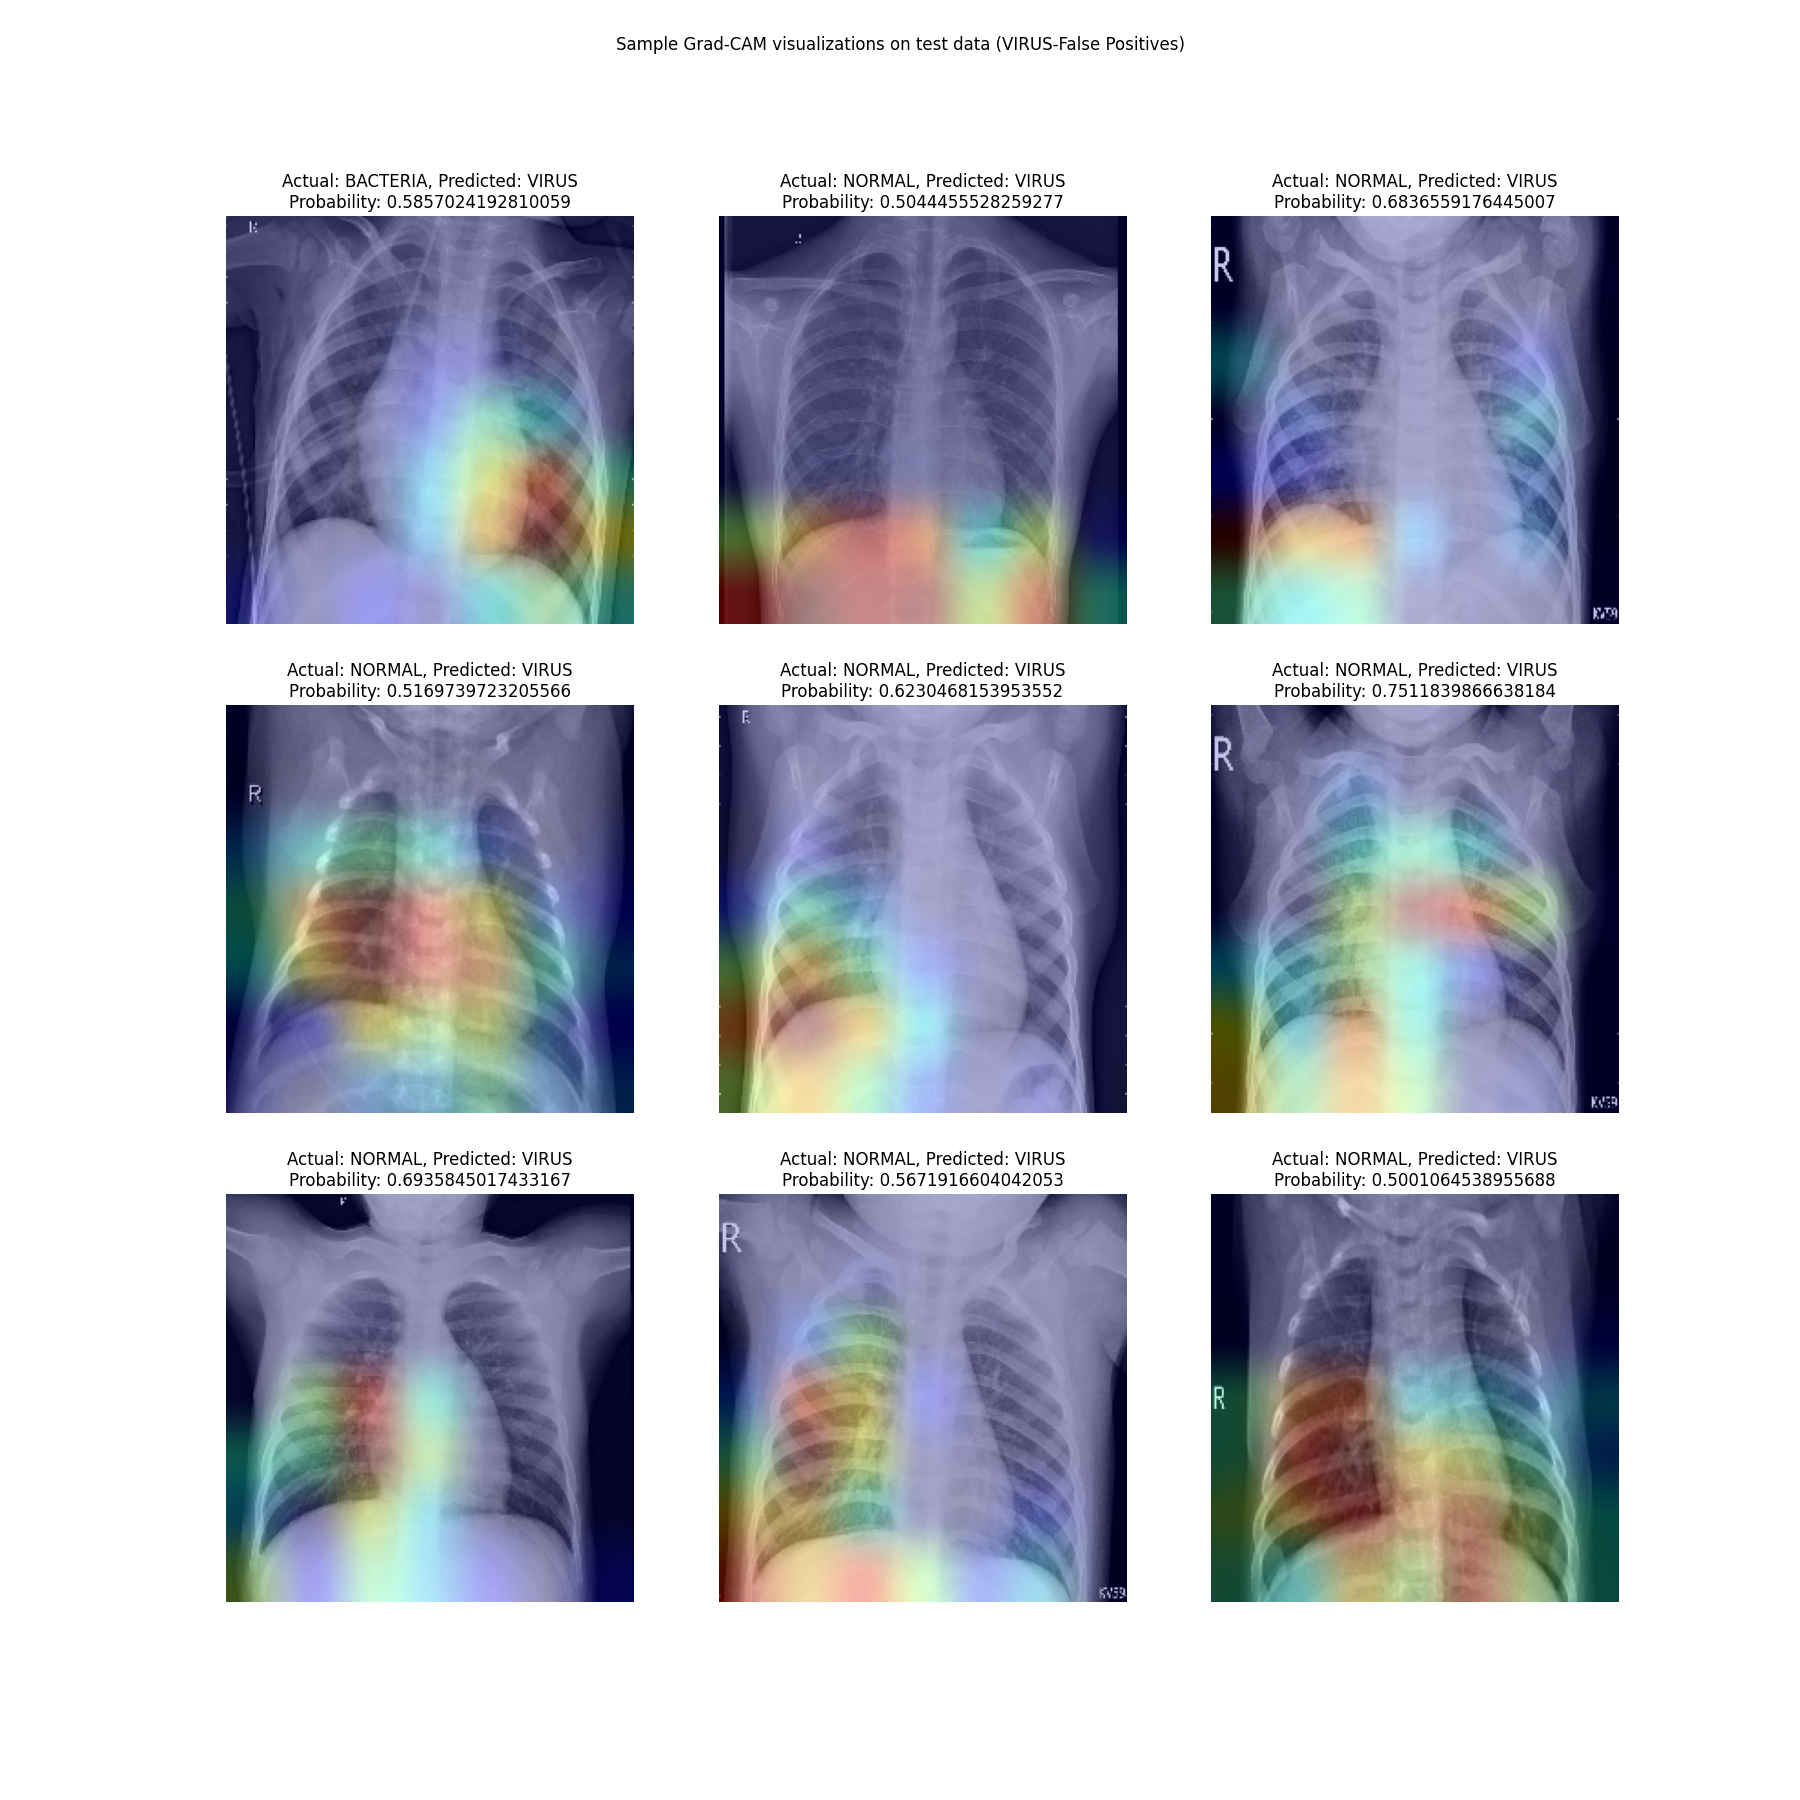 Sample Grad-CAM visualizations on test data (VIRUS-False Positives)
Actual: BACTERIA, Predicted: VIRUS
Probability: 0.5857024192810059
Actual: NORMAL, Predicted: VIRUS
Probability: 0.5044455528259277
Actual: NORMAL, Predicted: VIRUS
Probability: 0.6836559176445007
R
R
Actual: NORMAL, Predicted: VIRUS
Probability: 0.5169739723205566
Actual: NORMAL, Predicted: VIRUS
Probability: 0.6230468153953552
Actual: NORMAL, Predicted: VIRUS
Probability: 0.7511839866638184
R
R
Actual: NORMAL, Predicted: VIRUS
Probability: 0.6935845017433167
Actual: NORMAL, Predicted: VIRUS
Probability: 0.5671916604042053
Actual: NORMAL, Predicted: VIRUS
Probability: 0.5001064538955688
R
R